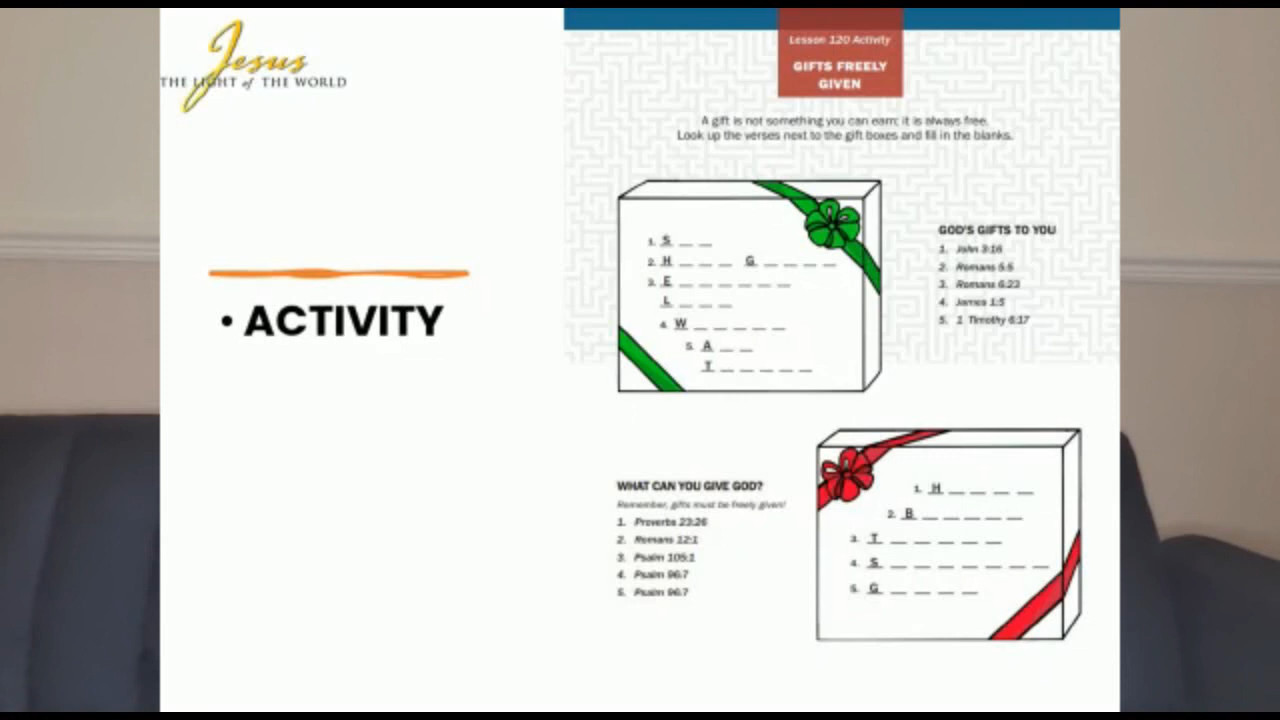 Jesus
THE LIGHT of THE WORLD
• ACTIVITY
Lesson 120 Activity
GIFTS FREELY
GIVEN
A gift is not something you can earn; it is always free.
Look up the verses next to the gift boxes and fill in the blanks.
1. S _ _
2. H _ _ _ G _ _ _ _
3. E _ _ _ _ _ _
L _ _ _
4. W _ _ _ _ _
5. A _ _
T _ _ _ _ _
GOD'S GIFTS TO YOU
1. John 3:16
2. Romans 5:5
3. Romans 6:23
4. James 1:5
5. 1 Timothy 6:17
WHAT CAN YOU GIVE GOD?
Remember, gifts must be freely given!
1. Proverbs 23:26
2. Romans 12:1
3. Psalm 105:1
4. Psalm 96:7
5. Psalm 96:7
1. H _ _ _ _
2. B _ _ _ _ _
3. T _ _ _ _ _ _
4. S _ _ _ _ _ _ _
5. G _ _ _ _